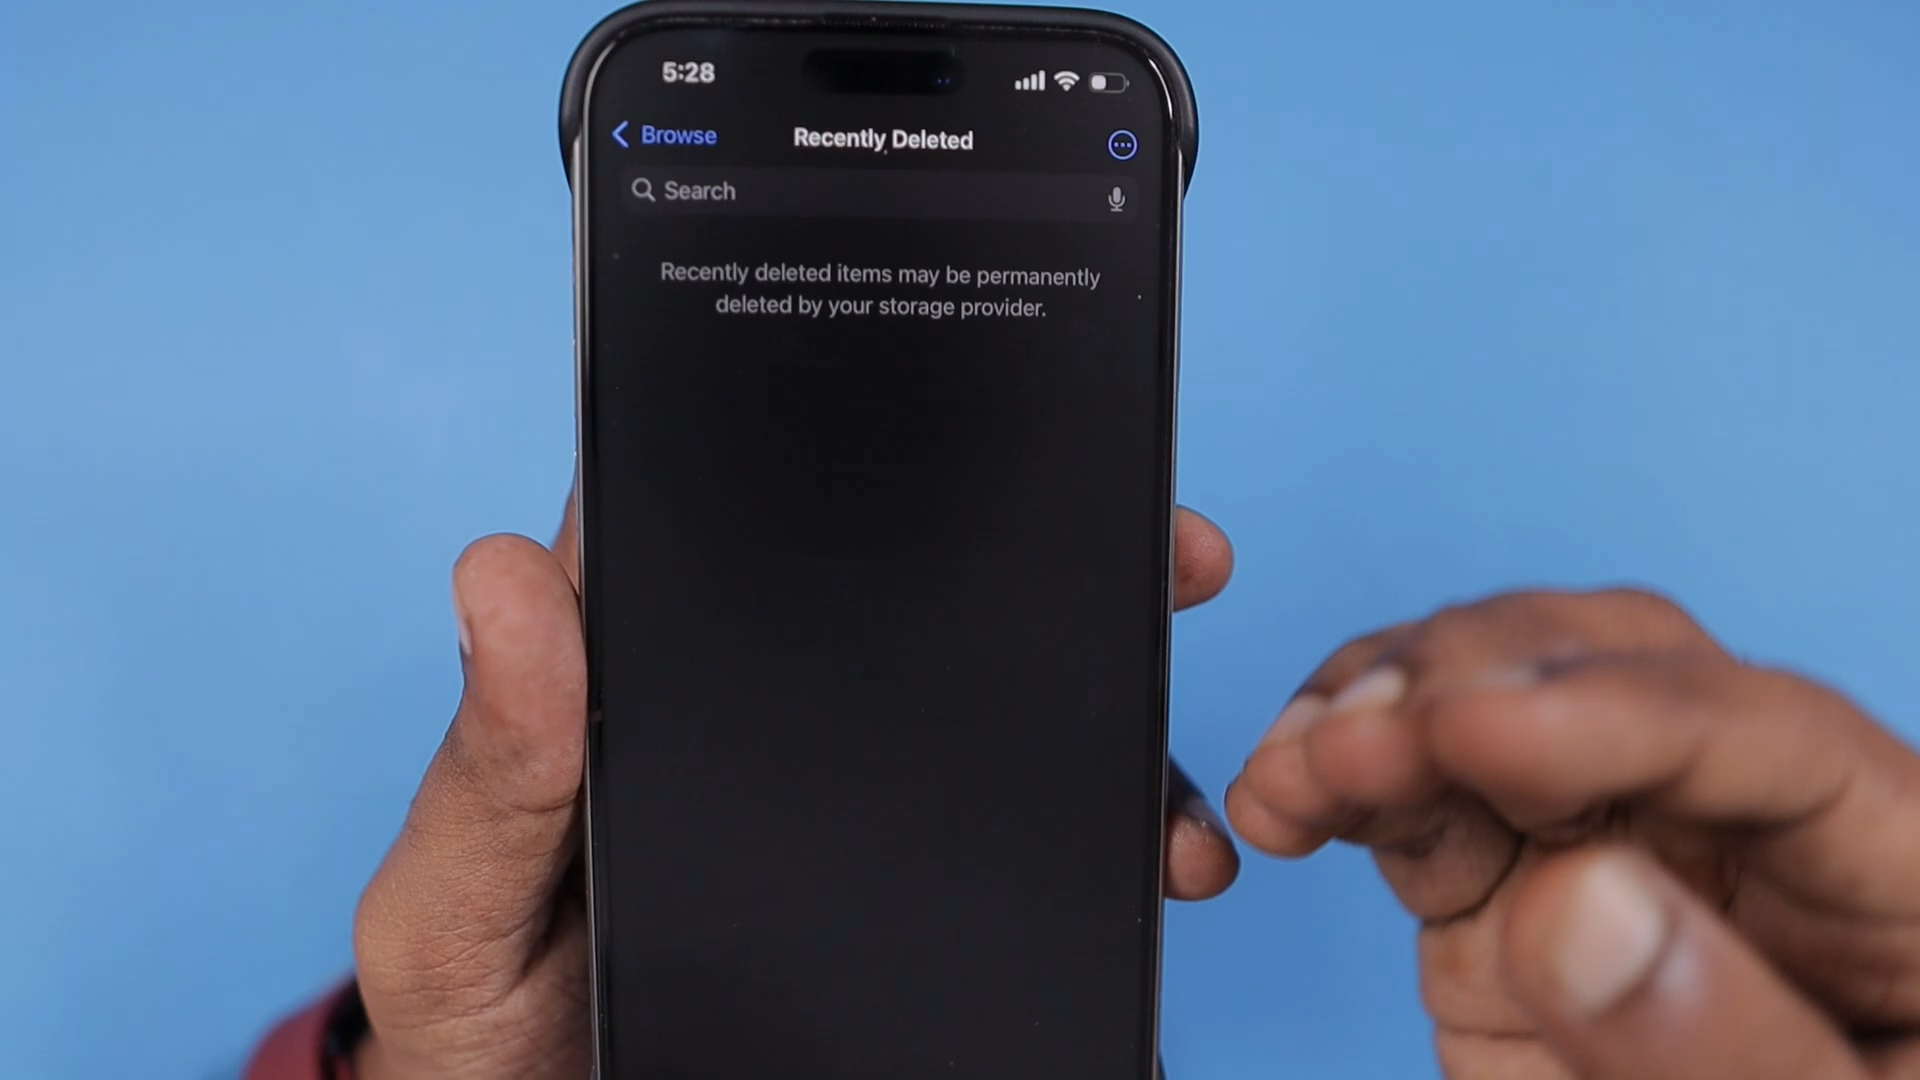 5:28
Browse
Recently Deleted
Search
Recently deleted items may be permanently
deleted by your storage provider.